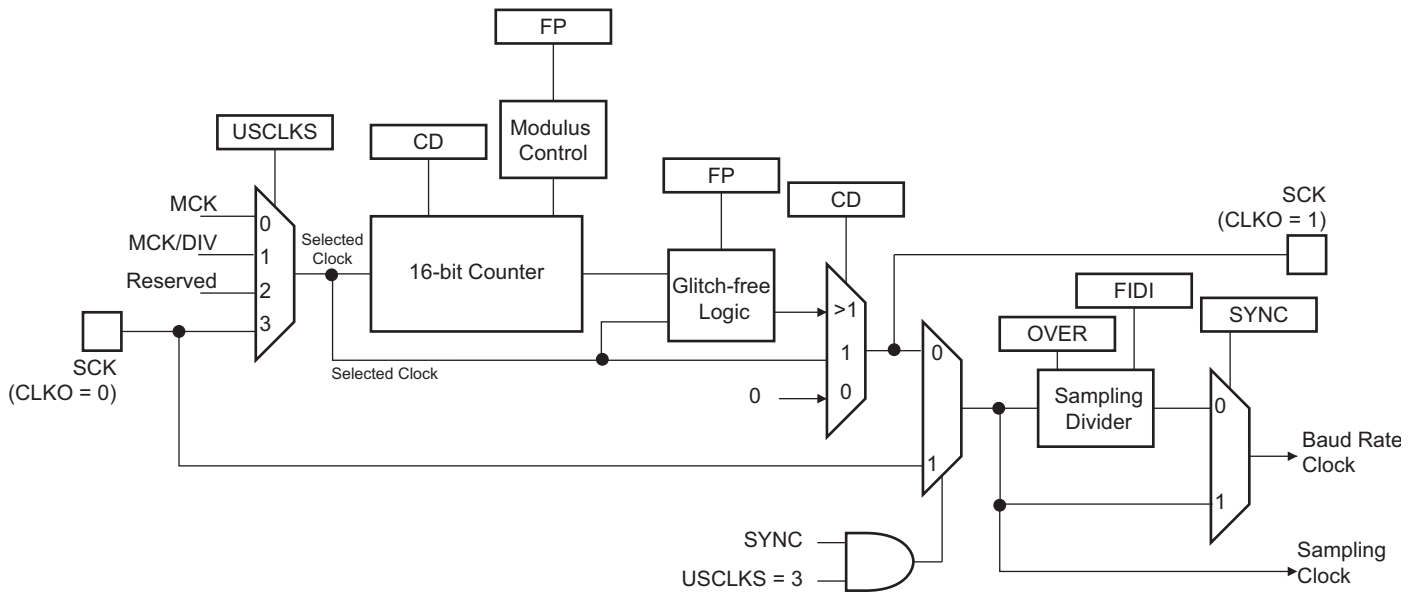 FP
USCLKS
CD
Modulus
Control
FP
CD
SCK
(CLKO = 1)
MCK
0
MCK/DIV
1
Reserved
2
3
Selected
Clock
16-bit Counter
Glitch-free
Logic
>1
1
0
0
FIDI
OVER
SYNC
SCK
(CLKO = 0)
Selected Clock
0
1
Sampling
Divider
0
1
Baud Rate
Clock
SYNC
USCLKS = 3
Sampling
Clock